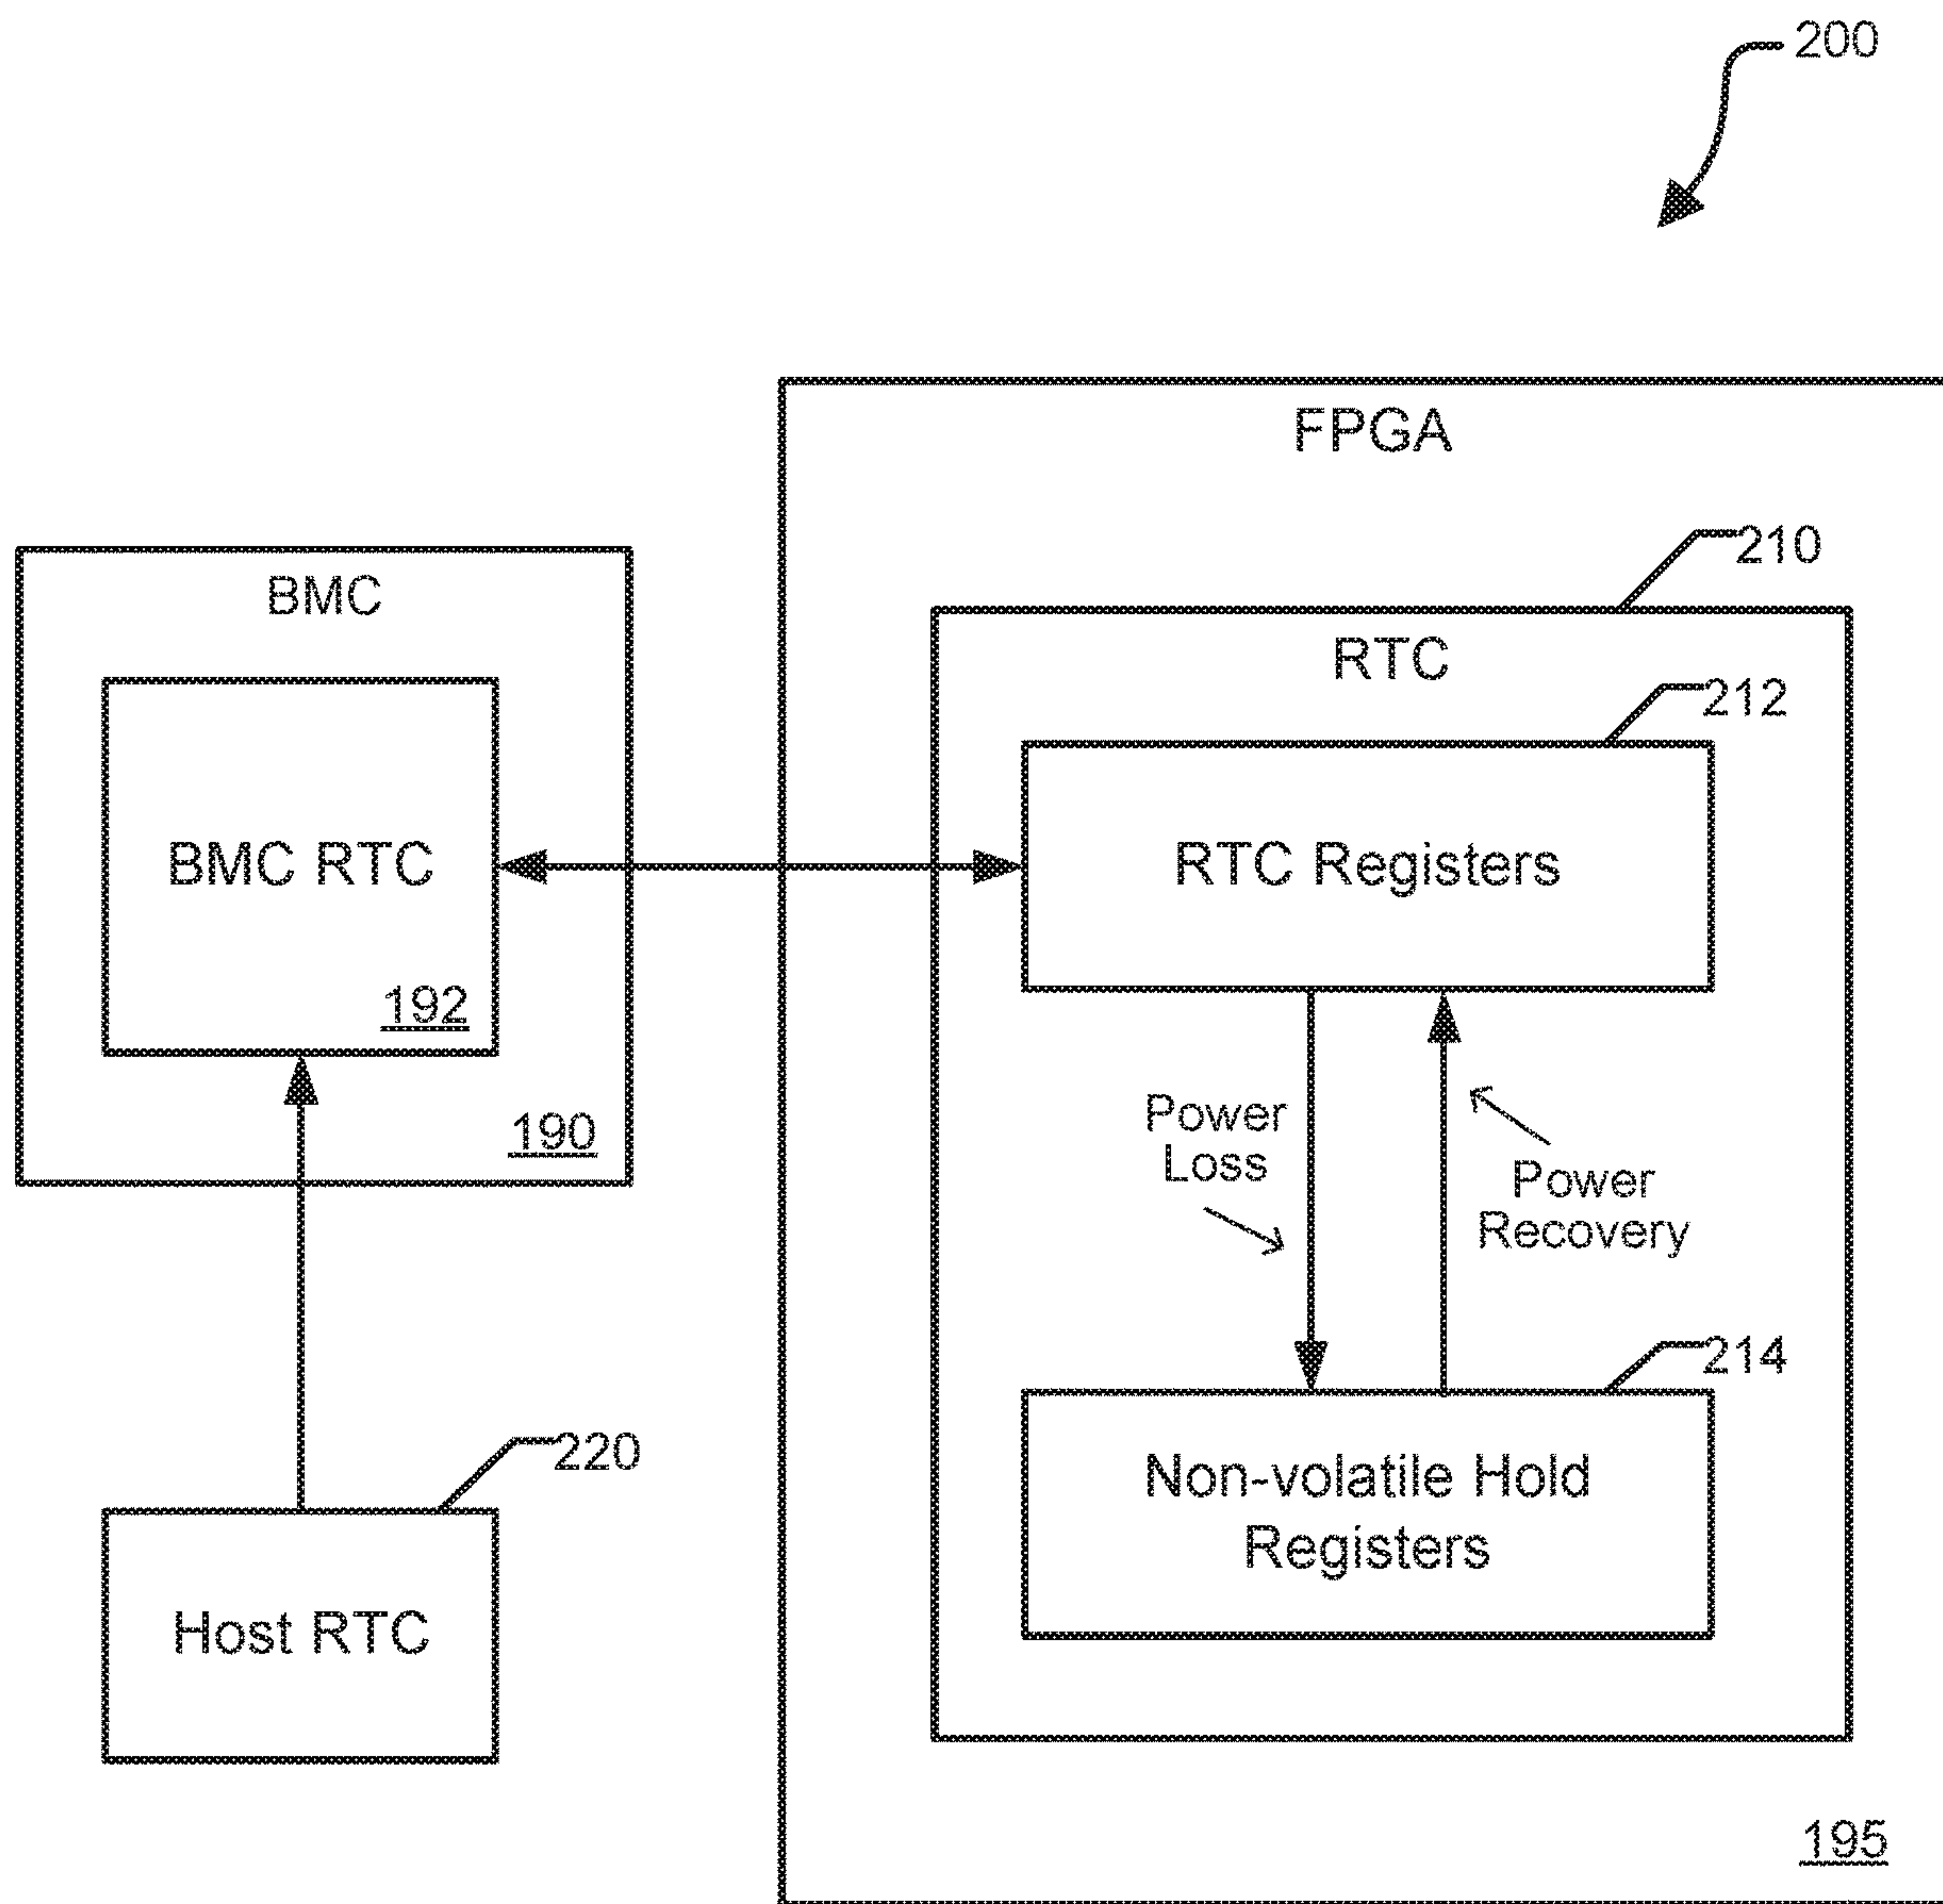 200
FPGA
210
BMC
RTC
212
BMC RTC
RTC Registers
192
190
Power
Loss
Power
Recovery
214
220
Non-volatile Hold
Registers
Host RTC
195